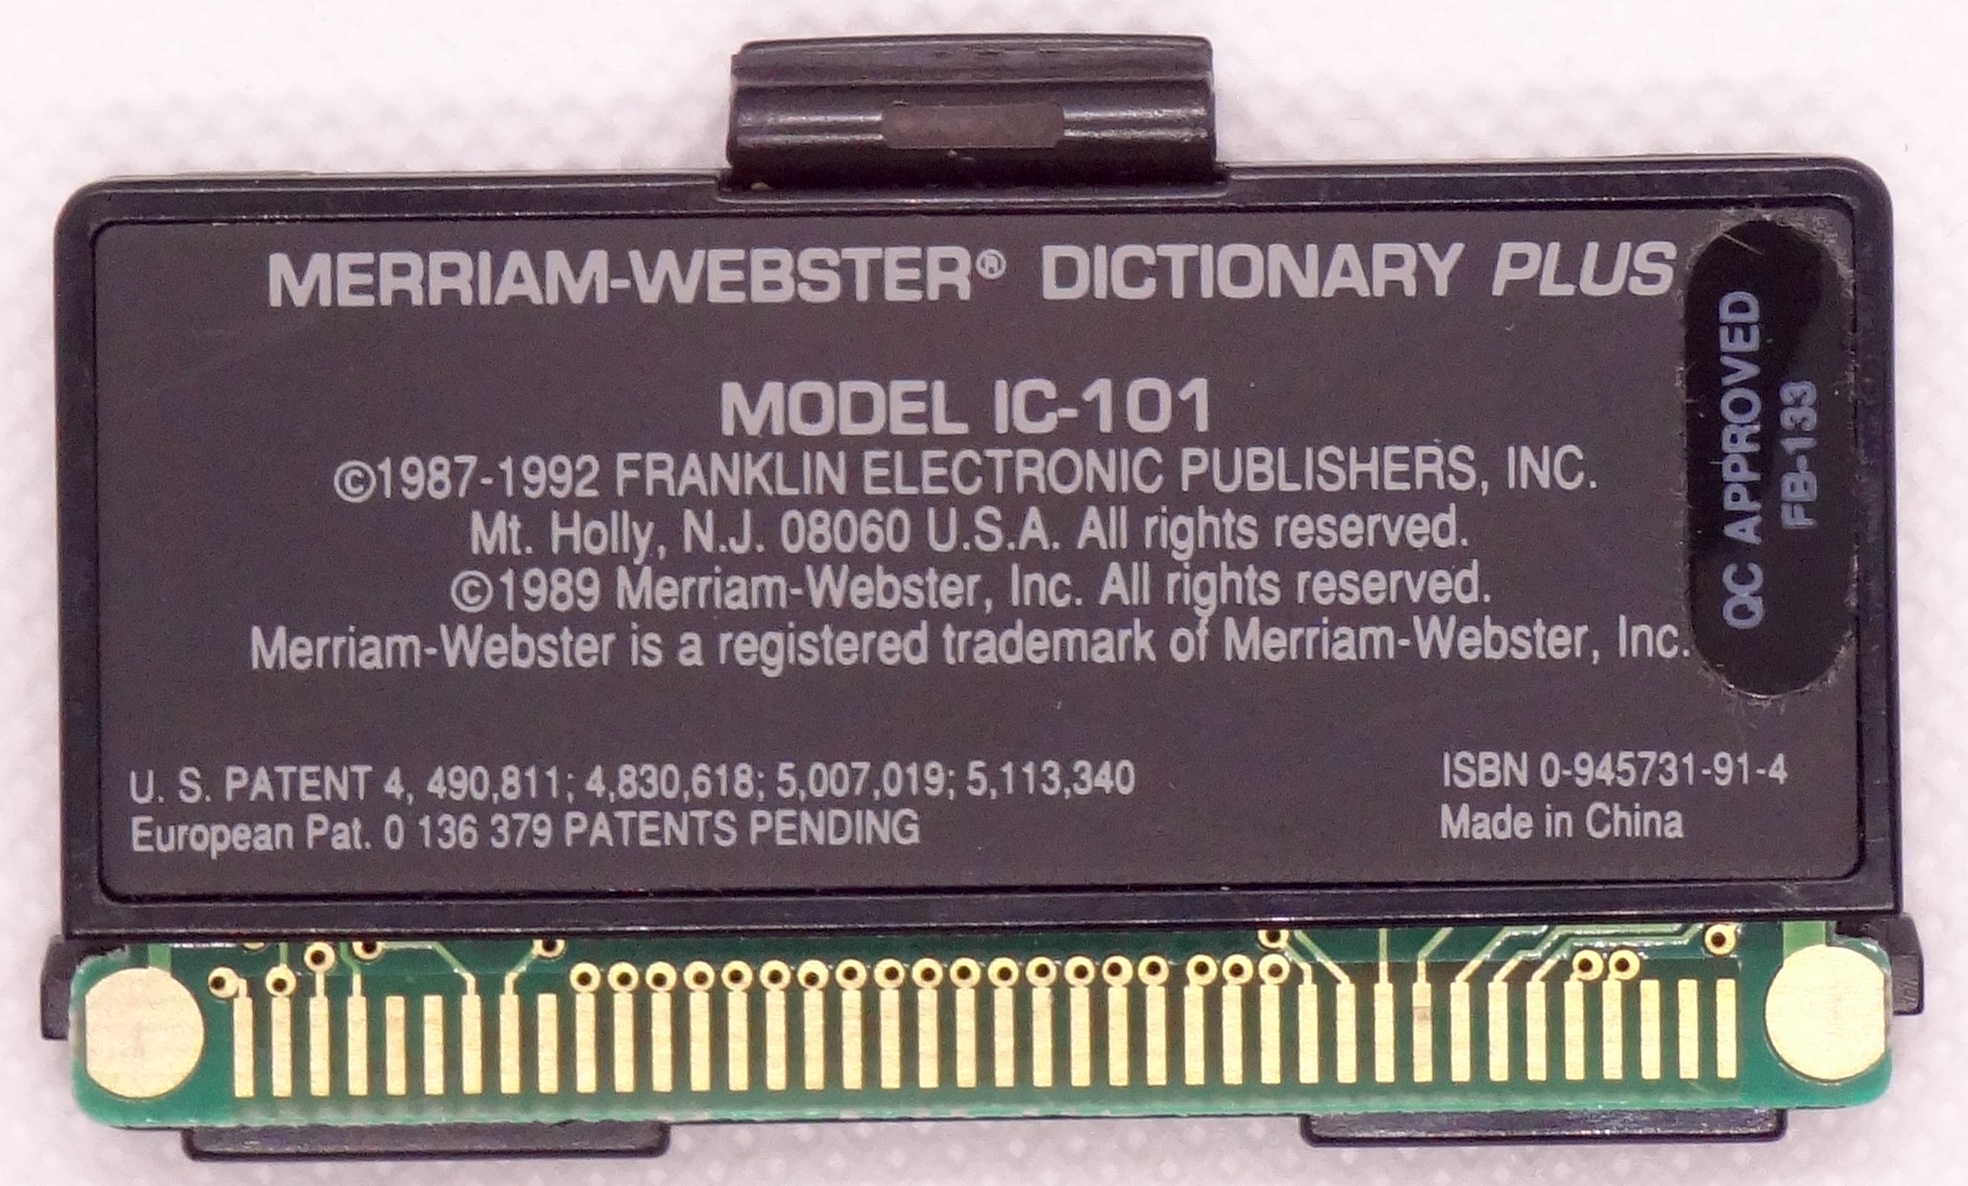 MERRIAM-WEBSTER® DICTIONARY PLUS
MODEL IC-101
©1987-1992 FRANKLIN ELECTRONIC PUBLISHERS, INC.
Mt. Holly, N.J. 08060 U.S.A. All rights reserved.
©1989 Merriam-Webster, Inc. All rights reserved.
Merriam-Webster is a registered trademark of Merriam-Webster, Inc.
U. S. PATENT 4, 490,811; 4,830,618; 5,007,019; 5,113,340
European Pat. 0 136 379 PATENTS PENDING
ISBN 0-945731-91-4
Made in China
QC APPROVED
FB-133